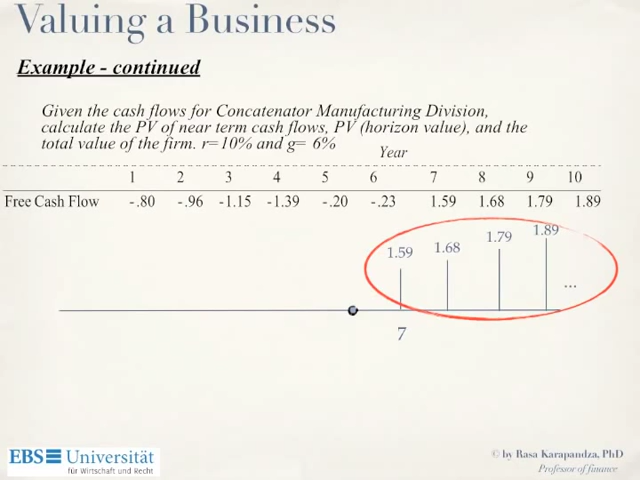 Valuing a Business
Example - continued
Given the cash flows for Concatenator Manufacturing Division,
calculate the PV of near term cash flows, PV (horizon value), and the
total value of the firm. r=10% and g= 6%
Year
1 2 3 4 5 6 7 8 9 10
Free Cash Flow -.80 -.96 -1.15 -1.39 -.20 -.23 1.59 1.68 1.79 1.89
1.59 1.68 1.79 1.89
...
7
EBS Universität
für Wirtschaft und Recht
© by Rasa Karapandza, PhD
Professor of finance